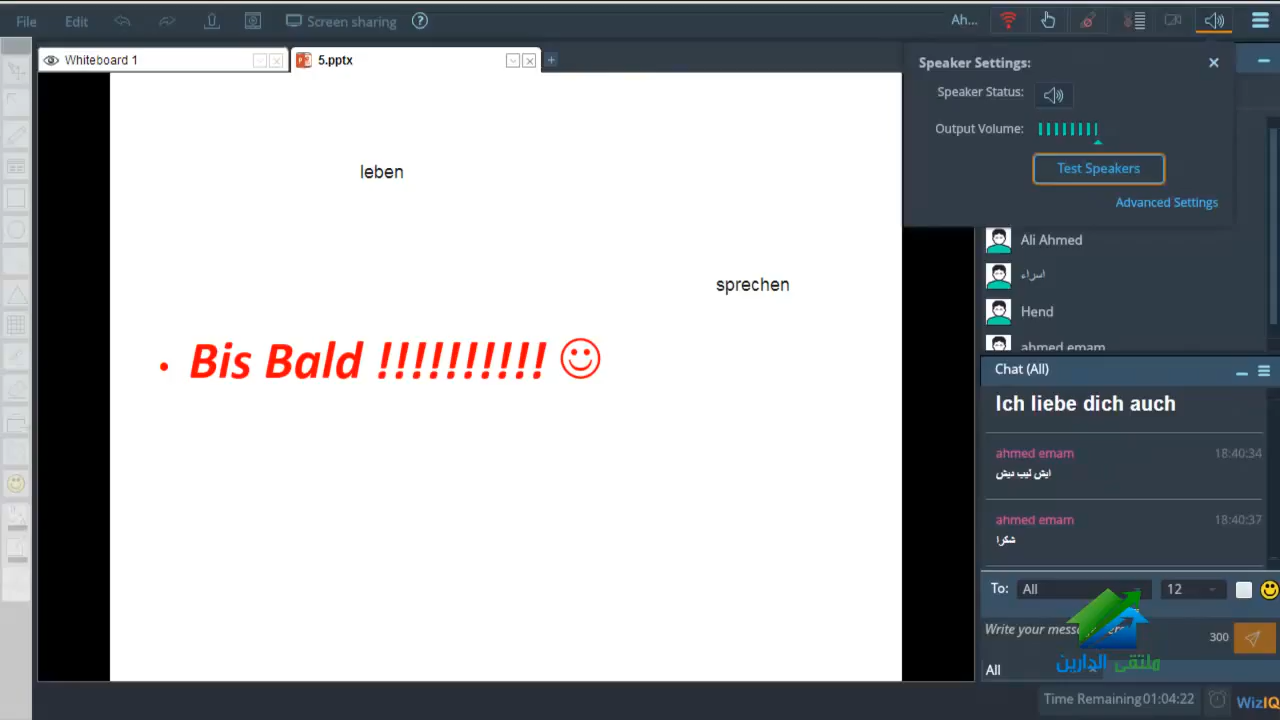 File Edit Screen sharing ? Ah...
Whiteboard 1 5.pptx
Speaker Settings:
Speaker Status:
Output Volume:
Test Speakers
Advanced Settings
leben
sprechen
• Bis Bald !!!!!!!!!! ☺
Ali Ahmed
اسراء
Hend
ahmed emam
Chat (All)
Ich liebe dich auch
ahmed emam 18:40:34
ايش ليب ديش
ahmed emam 18:40:37
شكرا
To: All 12
Write your message here
300
ملتقى الدارين
All
Time Remaining 01:04:22
WizIQ